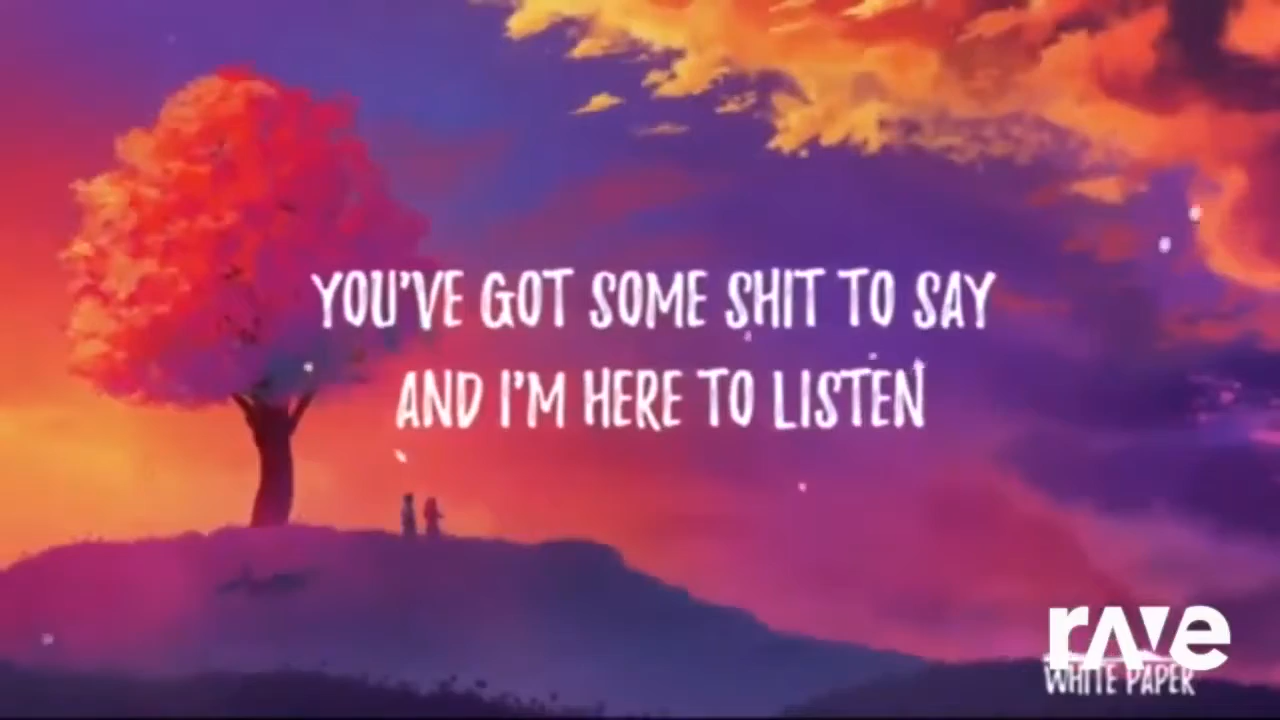 YOU'VE GOT SOME SHIT TO SAY
AND I'M HERE TO LISTEN
rave
WHITE PAPER